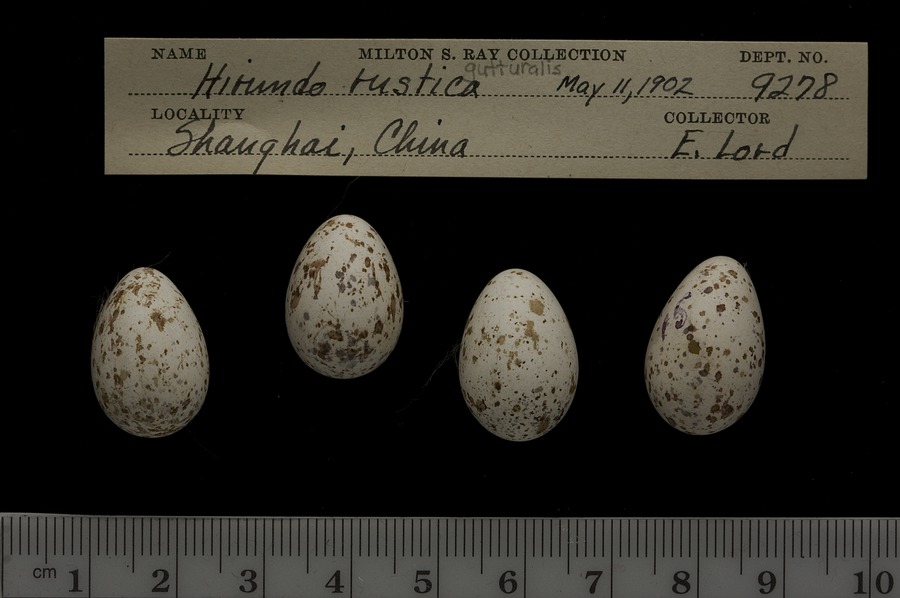 NAME MILTON S. RAY COLLECTION DEPT. NO.
gutturalis
Hirundo rustica May 11, 1902 9278
LOCALITY COLLECTOR
Shanghai, China E. Lord
cm 1 2 3 4 5 6 7 8 9 10